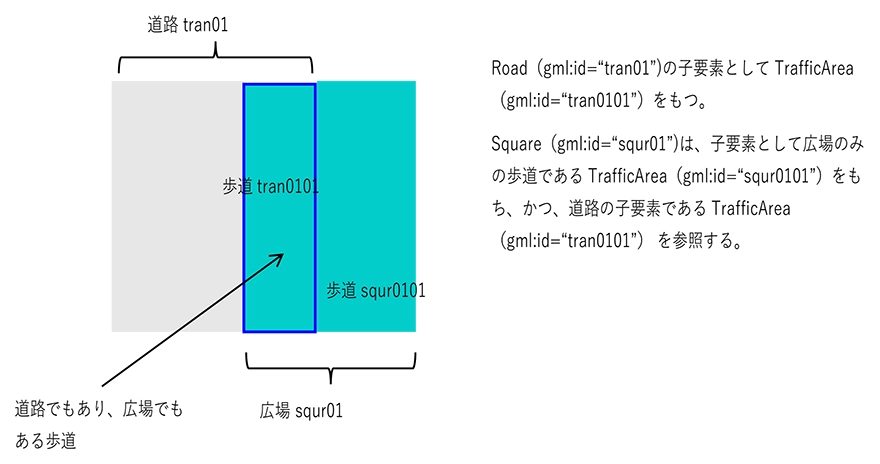 道路 tran01
歩道 tran0101
歩道 squr0101
道路でもあり、広場でも
ある歩道
広場 squr01
Road（gml:id=“tran01”)の子要素として TrafficArea
（gml:id=“tran0101”）をもつ。
Square（gml:id=“squr01”)は、子要素として広場のみ
の歩道である TrafficArea（gml:id=“squr0101”）をも
ち、かつ、道路の子要素である TrafficArea
（gml:id=“tran0101”） を参照する。